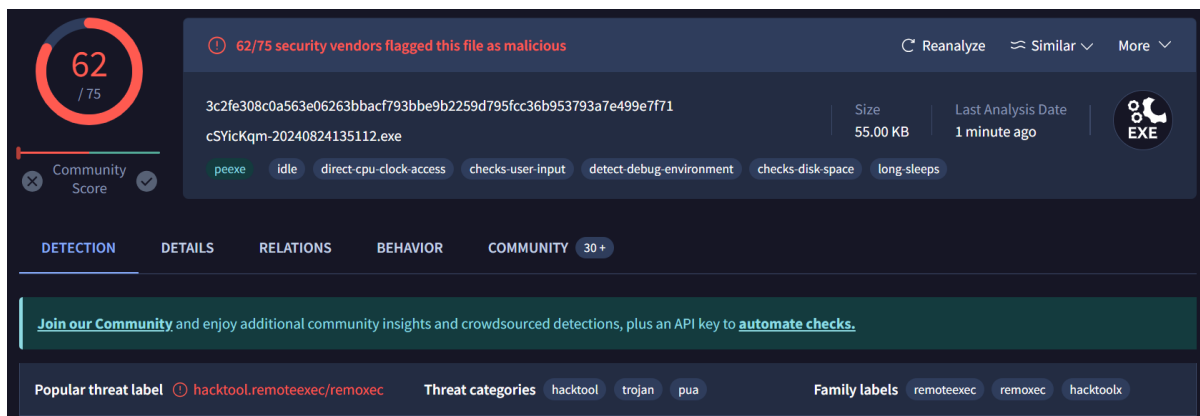 62
/ 75
Community
Score
62/75 security vendors flagged this file as malicious
Reanalyze
Similar
More
3c2fe308c0a563e06263bbacf793bbe9b2259d795fcc36b953793a7e499e7f71
cSYicKqm-20240824135112.exe
Size
55.00 KB
Last Analysis Date
1 minute ago
EXE
peexe idle direct-cpu-clock-access checks-user-input detect-debug-environment checks-disk-space long-sleeps
DETECTION DETAILS RELATIONS BEHAVIOR COMMUNITY 30 +
Join our Community and enjoy additional community insights and crowdsourced detections, plus an API key to automate checks.
Popular threat label hacktool.remoteexec/remoxec Threat categories hacktool trojan pua Family labels remoteexec remoxec hacktoolx